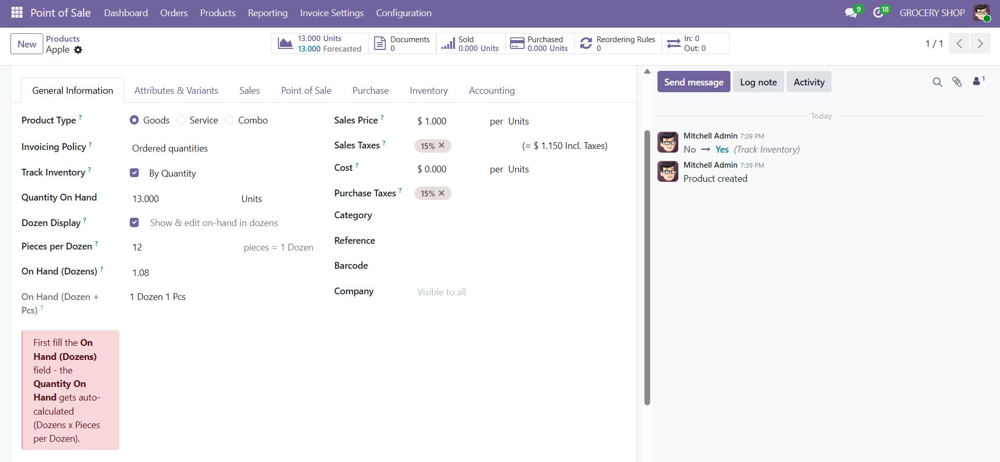 Point of Sale Dashboard Orders Products Reporting Invoice Settings Configuration 9 18 GROCERY SHOP
New Products
Apple
13.000 Units
13.000 Forecasted
Documents
0
Sold
0.000 Units
Purchased
0.000 Units
Reordering Rules
0
In: 0
Out: 0
1 / 1
General Information Attributes & Variants Sales Point of Sale Purchase Inventory Accounting
Product Type ? Goods Service Combo
Invoicing Policy ? Ordered quantities
Track Inventory ? By Quantity
Quantity On Hand 13.000 Units
Dozen Display ? Show & edit on-hand in dozens
Pieces per Dozen ? 12 pieces = 1 Dozen
On Hand (Dozens) ? 1.08
On Hand (Dozen +
Pcs) ?
1 Dozen 1 Pcs
First fill the On
Hand (Dozens)
field - the
Quantity On
Hand gets auto-
calculated
(Dozens x Pieces
per Dozen).
Sales Price ? $ 1.000 per Units
Sales Taxes ? 15% (= $ 1.150 Incl. Taxes)
Cost ? $ 0.000 per Units
Purchase Taxes ? 15%
Category
Reference
Barcode
Company Visible to all
Send message Log note Activity 1
Today
Mitchell Admin 7:39 PM
No → Yes (Track Inventory)
Mitchell Admin 7:39 PM
Product created